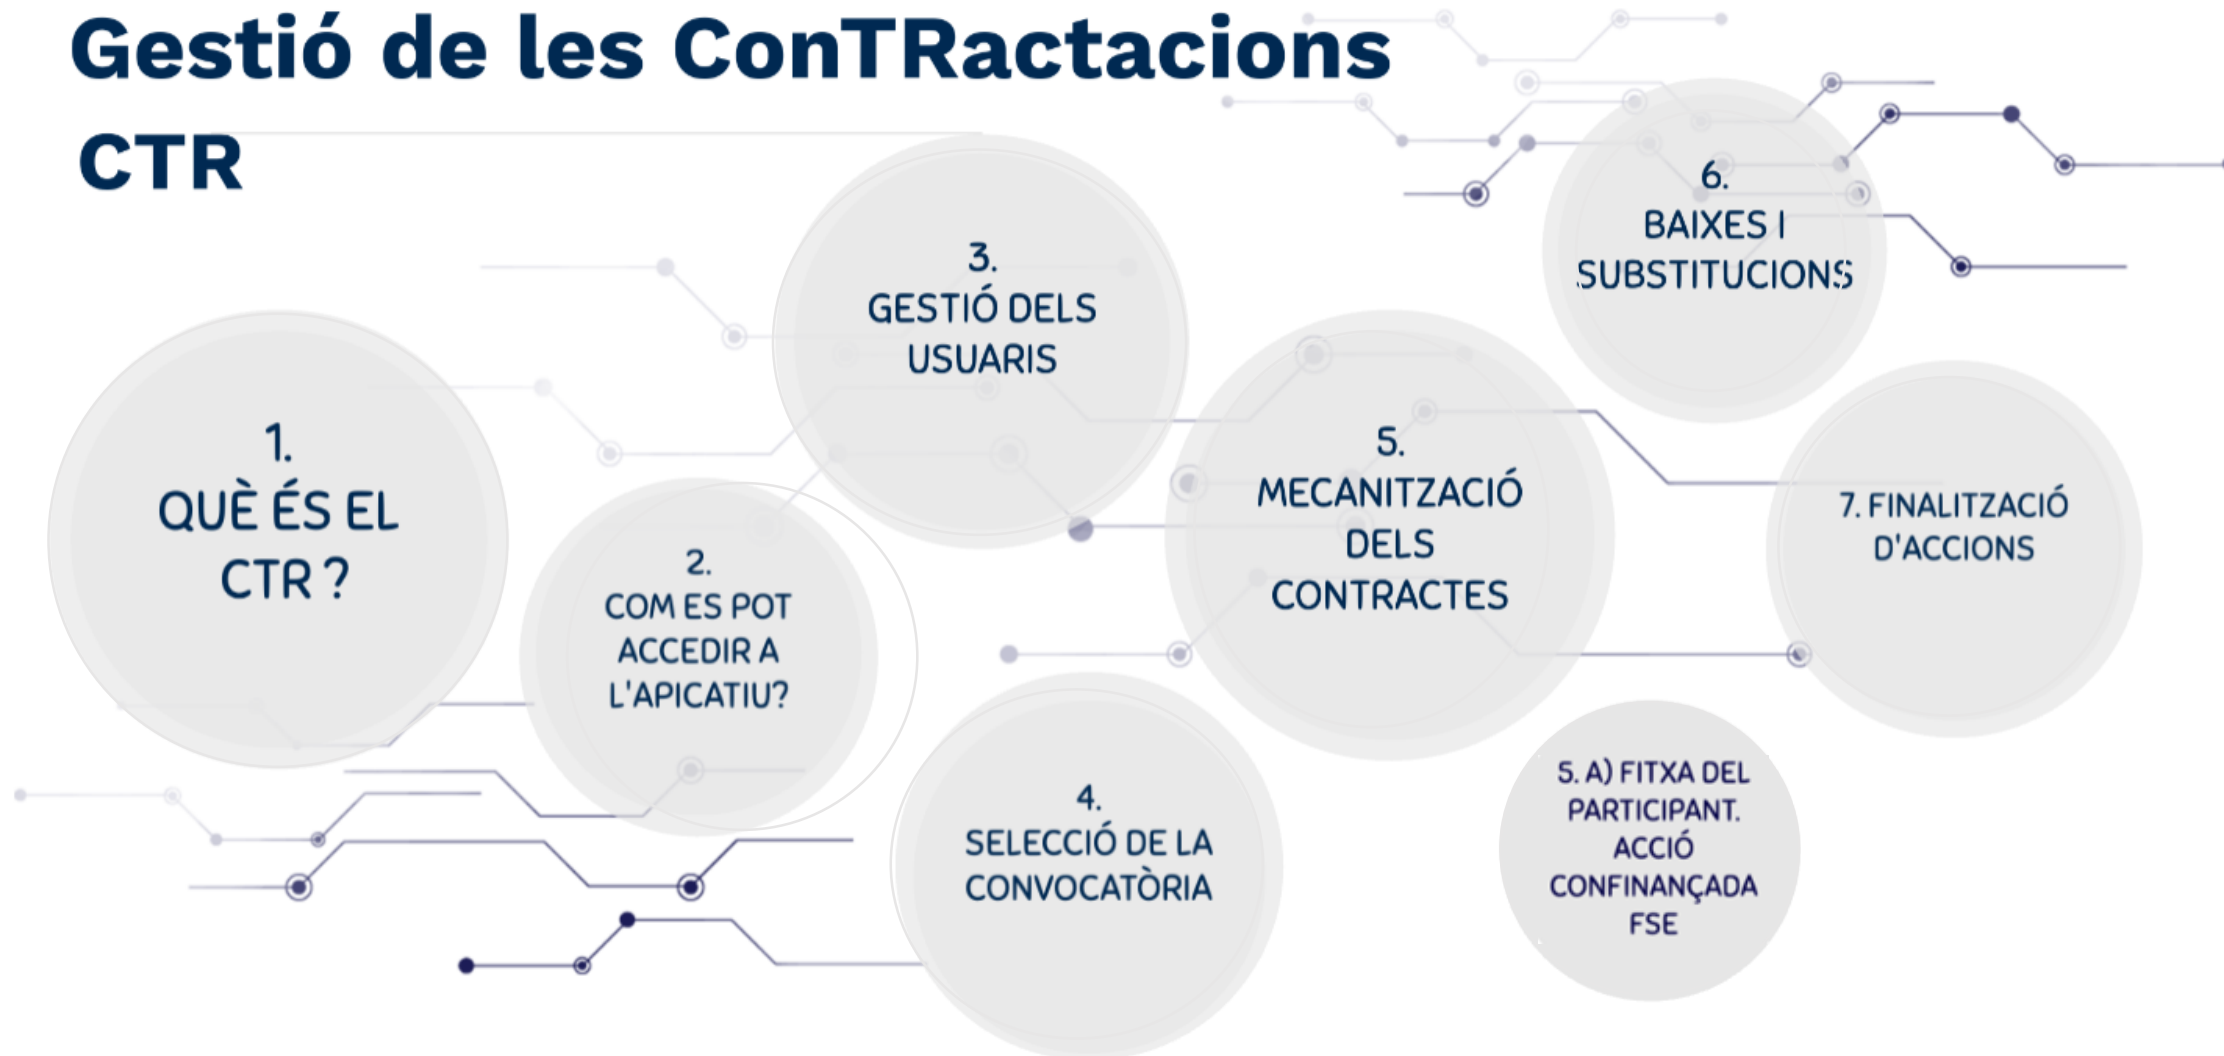 Gestió de les ConTRactacions
CTR
1.
QUÈ ÉS EL
CTR ?
2.
COM ES POT
ACCEDIR A
L'APICATIU?
3.
GESTIÓ DELS
USUARIS
4.
SELECCIÓ DE LA
CONVOCATÒRIA
5.
MECANITZACIÓ
DELS
CONTRACTES
5. A) FITXA DEL
PARTICIPANT.
ACCIÓ
CONFINANÇADA
FSE
6.
BAIXES I
SUBSTITUCIONS
7. FINALITZACIÓ
D'ACCIONS